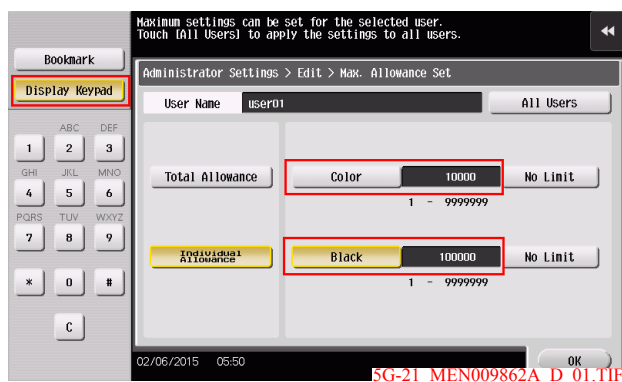 Maximum settings can be set for the selected user.
Touch [All Users] to apply the settings to all users.
Bookmark
Display Keypad
Administrator Settings > Edit > Max. Allowance Set
User Name user01 All Users
ABC DEF
1 2 3
GHI JKL MNO
4 5 6
PQRS TUV WXYZ
7 8 9
* 0 #
C
Total Allowance Color 10000 No Limit
1 - 9999999
Individual
Allowance
Black 100000 No Limit
1 - 9999999
02/06/2015 05:50
OK
5G-21_MEN009862A_D_01.TIF